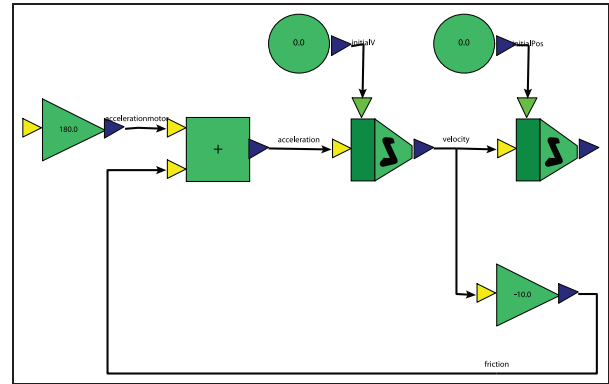 0.0
initialV
0.0
initialPos
180.0
accelerationmotor
+
acceleration
velocity
-10.0
friction